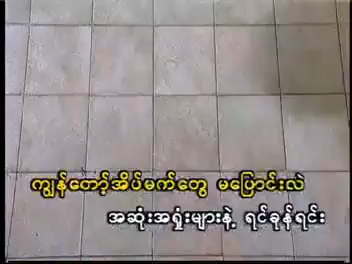 ကျွန်တော့်အိပ်မက်တွေ မပြောင်းလဲ
အဆုံးအရှုံးများနဲ့ ရင်ခုန်ရင်း